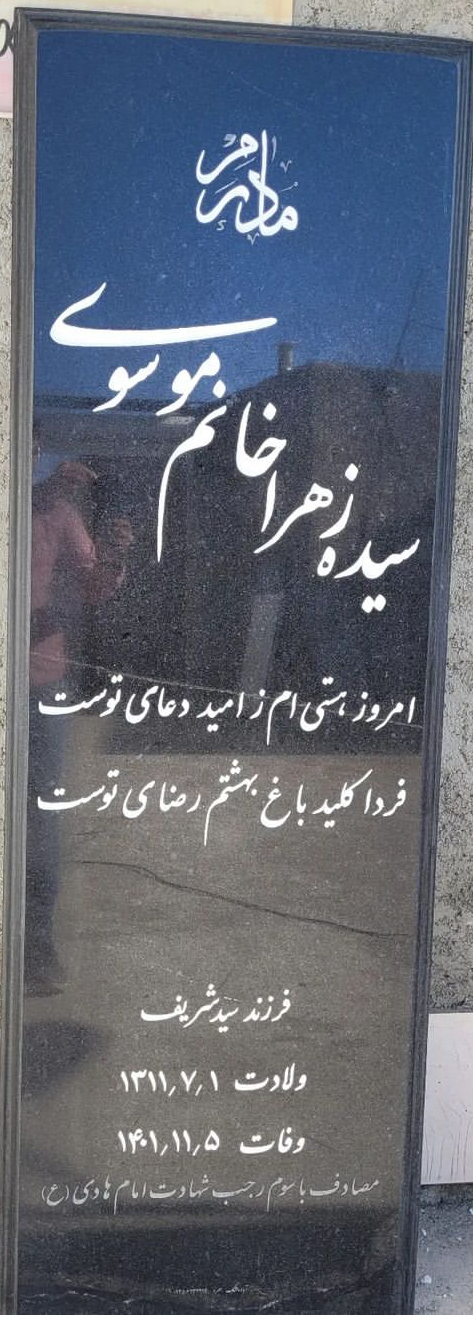 مادرم
سیده زهرا خانم موسوی
امروز هستی ام ز امید دعای توست
فردا کلید باغ بهشتم رضای توست
فرزند سید شریف
ولادت ۱۳۱۱٫۷٫۱
وفات ۱۴۰۱٫۱۱٫۵
مصادف با سوم رجب شهادت امام هادی (ع)